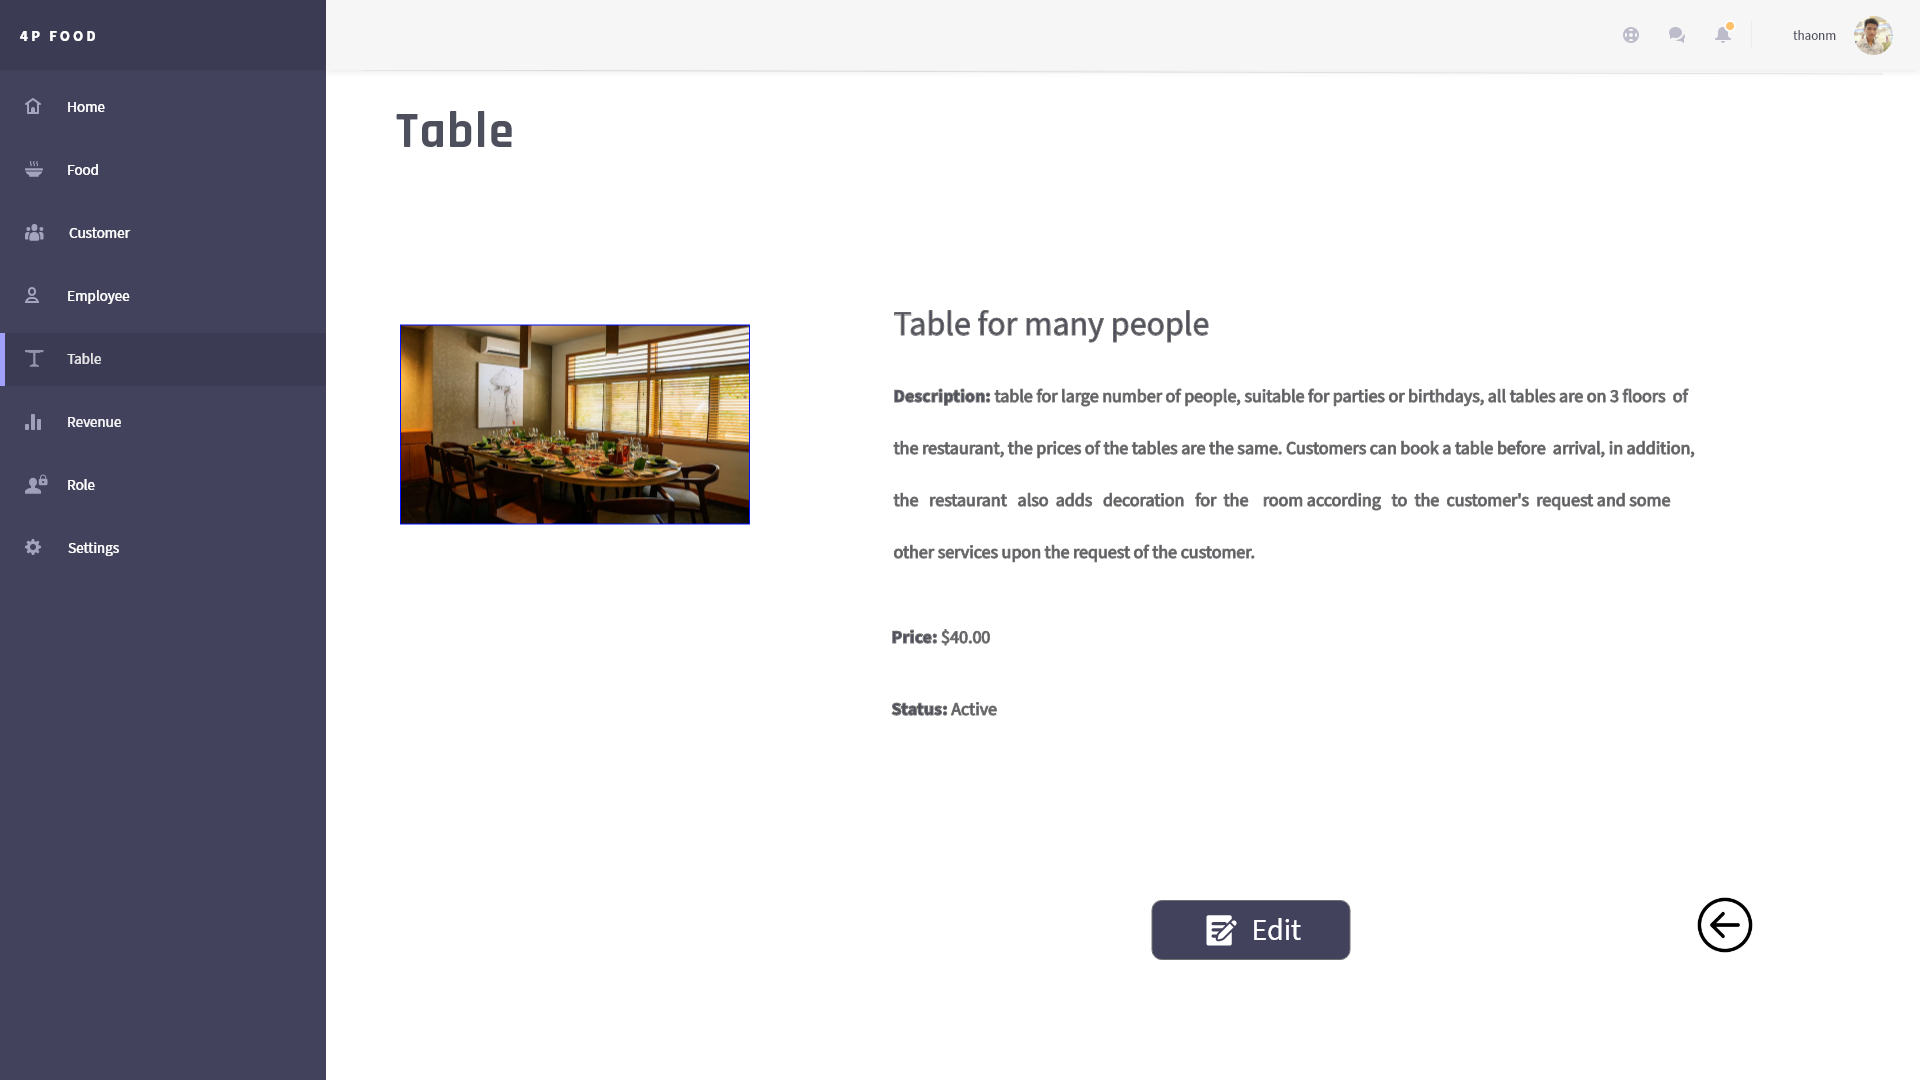 4P FOOD
thaonm
Home
Food
Customer
Employee
Table
Revenue
Role
Settings
Table
Table for many people
Description: table for large number of people, suitable for parties or birthdays, all tables are on 3 floors of
the restaurant, the prices of the tables are the same. Customers can book a table before arrival, in addition,
the restaurant also adds decoration for the room according to the customer's request and some
other services upon the request of the customer.
Price: $40.00
Status: Active
Edit